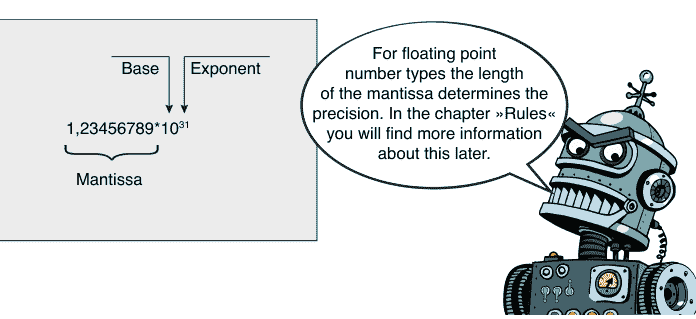 Base Exponent
1,23456789*10³¹
Mantissa
For floating point
number types the length
of the mantissa determines the
precision. In the chapter »Rules«
you will find more information
about this later.